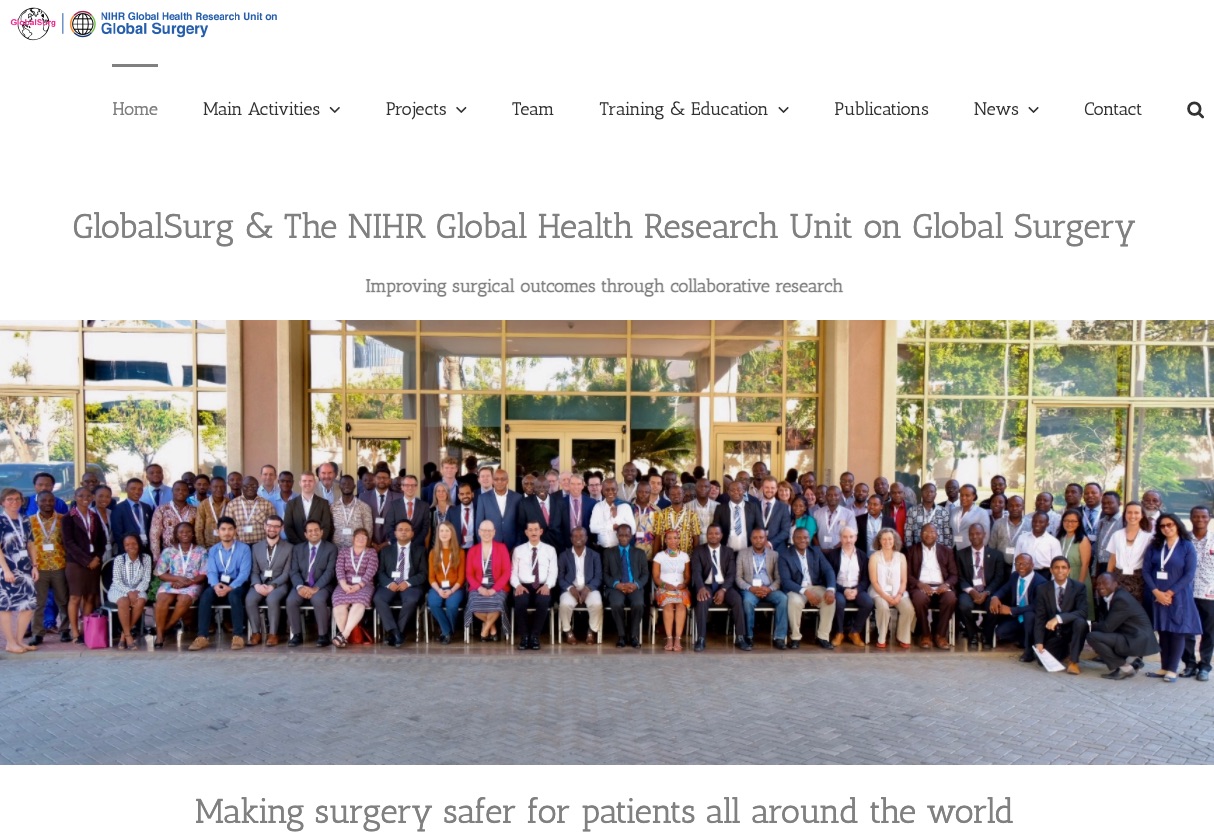 GlobalSurg
NIHR Global Health Research Unit on
Global Surgery
Home Main Activities Projects Team Training & Education Publications News Contact
GlobalSurg & The NIHR Global Health Research Unit on Global Surgery
Improving surgical outcomes through collaborative research
Making surgery safer for patients all around the world